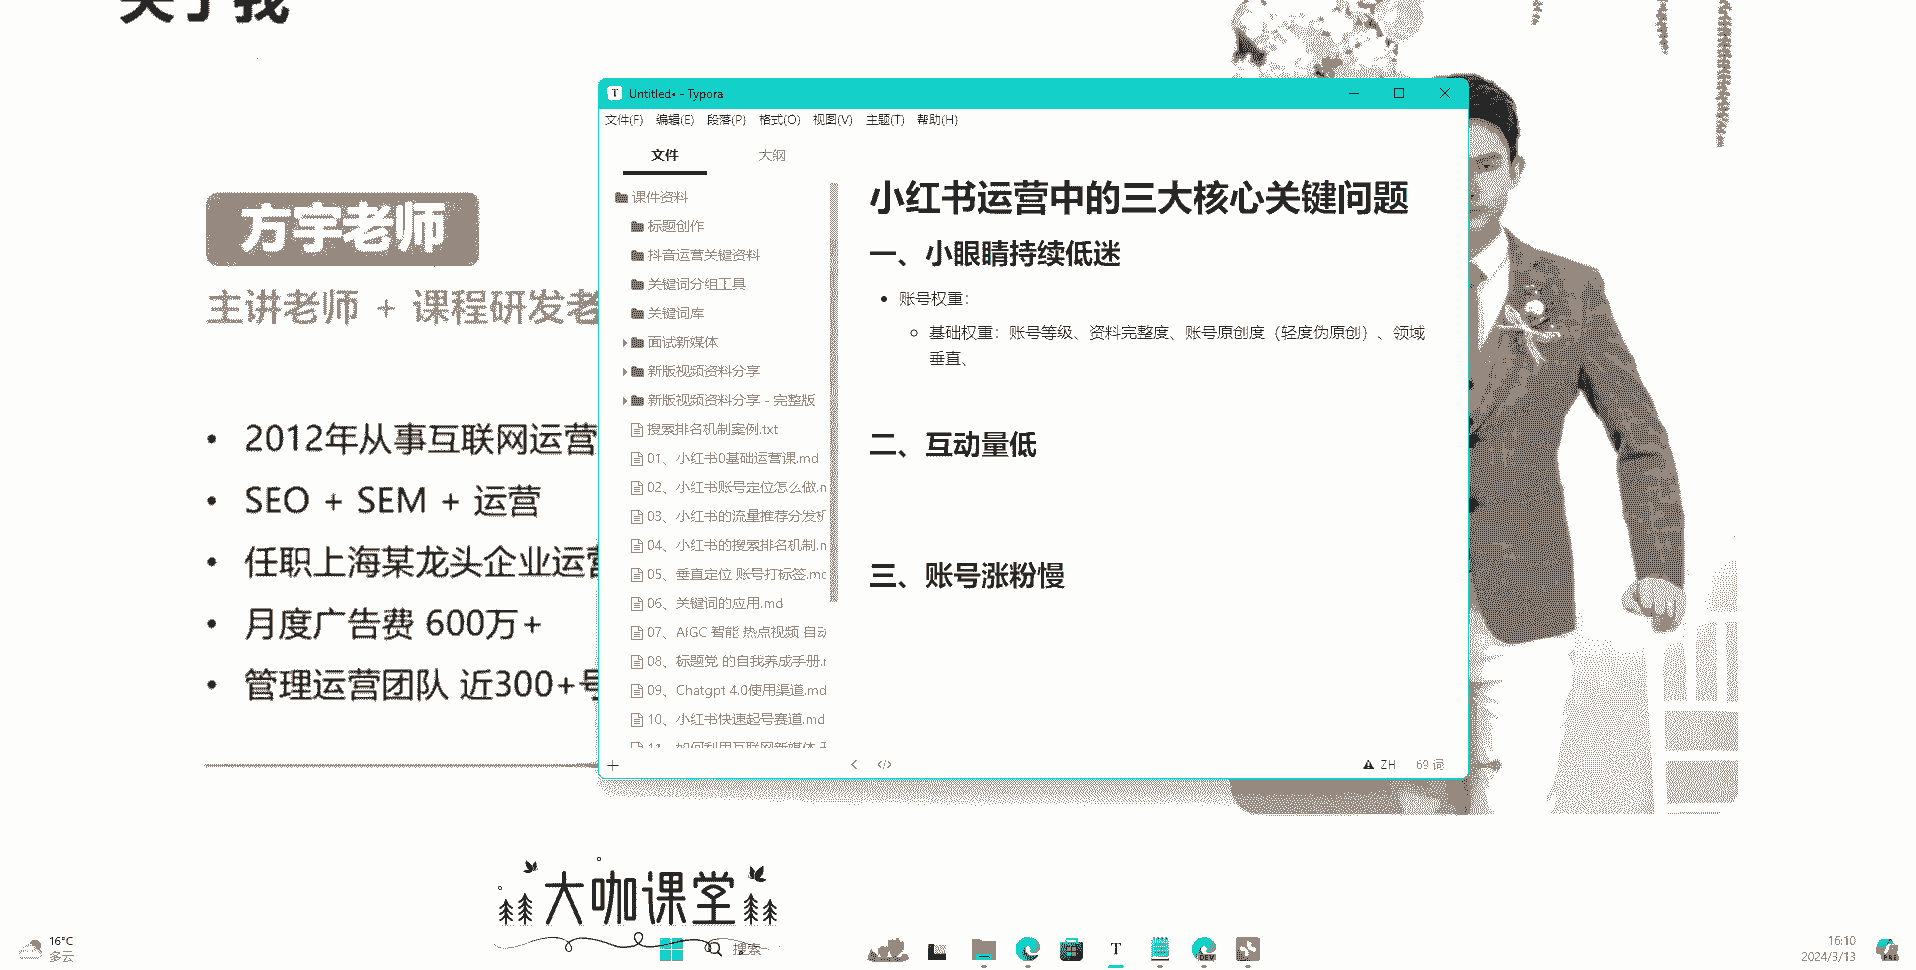 关于我
方宇老师
主讲老师 + 课程研发老
2012年从事互联网运营
SEO + SEM + 运营
任职上海某龙头企业运营
月度广告费 600万+
管理运营团队 近300+号
Untitled• - Typora
文件(F) 编辑(E) 段落(P) 格式(O) 视图(V) 主题(T) 帮助(H)
文件 大纲
课件资料
标题创作
抖音运营关键资料
关键词分组工具
关键词库
面试新媒体
新版视频资料分享
新版视频资料分享 - 完整版
搜索排名机制案例.txt
01、小红书0基础运营课.md
02、小红书账号定位怎么做.m
03、小红书的流量推荐分发机
04、小红书的搜索排名机制.m
05、垂直定位 账号打标签.md
06、关键词的应用.md
07、AIGC 智能 热点视频 自动
08、标题党 的自我养成手册.m
09、Chatgpt 4.0使用渠道.md
10、小红书快速起号赛道.md
11、如何利用互联网新媒体
小红书运营中的三大核心关键问题
一、小眼睛持续低迷
账号权重：
基础权重：账号等级、资料完整度、账号原创度（轻度伪原创）、领域
垂直、
二、互动量低
三、账号涨粉慢
ZH 69 词
大咖课堂
16°C
多云
搜索
T
DEV
16:10
2024/3/13
PRE